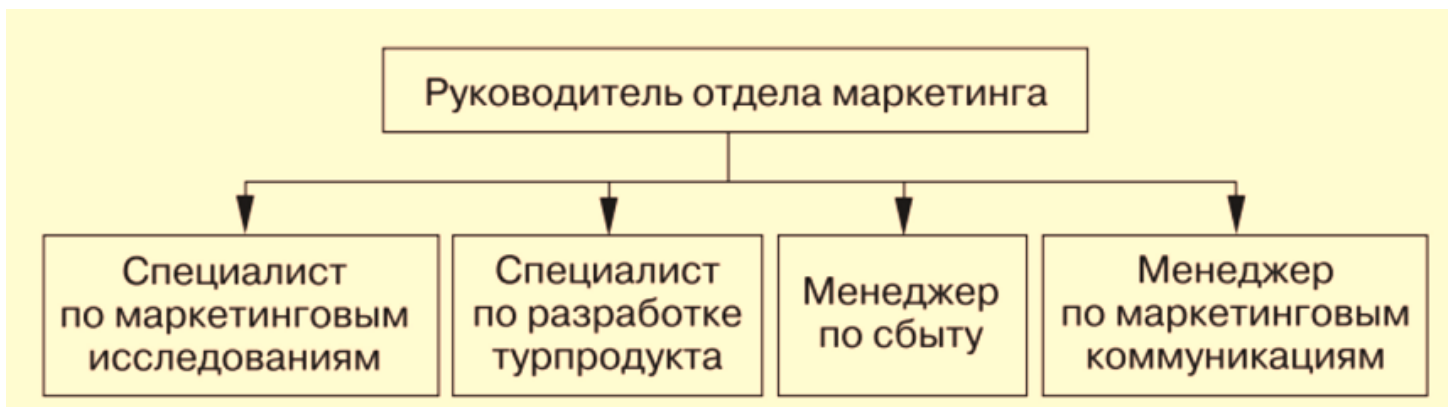 Руководитель отдела маркетинга
Специалист
по маркетинговым
исследованиям
Специалист
по разработке
турпродукта
Менеджер
по сбыту
Менеджер
по маркетинговым
коммуникациям